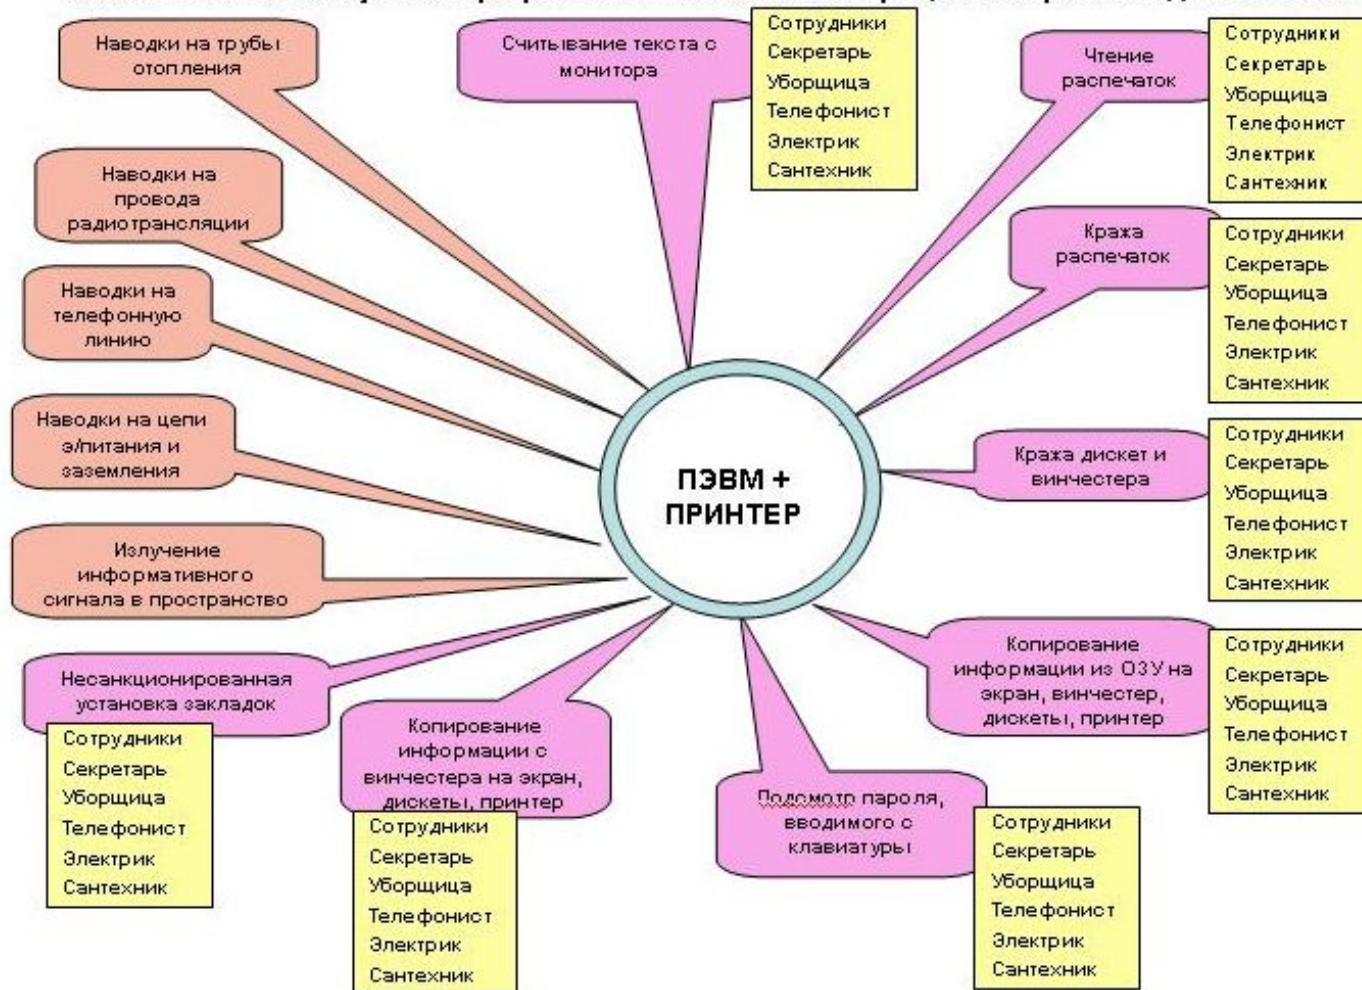 Наводки на трубы
отопления
Считывание текста с
монитора
Сотрудники
Секретарь
Уборщица
Телефонист
Электрик
Сантехник
Чтение
распечаток
Сотрудники
Секретарь
Уборщица
Телефонист
Электрик
Сантехник
Наводки на
провода
радиотрансляции
Кража
распечаток
Сотрудники
Секретарь
Уборщица
Телефонист
Электрик
Сантехник
Наводки на
телефонную
линию
Наводки на цепи
э/питания и
заземления
ПЭВМ +
ПРИНТЕР
Кража дискет и
винчестера
Сотрудники
Секретарь
Уборщица
Телефонист
Электрик
Сантехник
Излучение
информативного
сигнала в пространство
Несанкционированная
установка закладок
Сотрудники
Секретарь
Уборщица
Телефонист
Электрик
Сантехник
Копирование
информации с
винчестера на экран,
дискеты, принтер
Сотрудники
Секретарь
Уборщица
Телефонист
Электрик
Сантехник
Подсмотр пароля,
вводимого с
клавиатуры
Сотрудники
Секретарь
Уборщица
Телефонист
Электрик
Сантехник
Копирование
информации из ОЗУ на
экран, винчестер,
дискеты, принтер
Сотрудники
Секретарь
Уборщица
Телефонист
Электрик
Сантехник